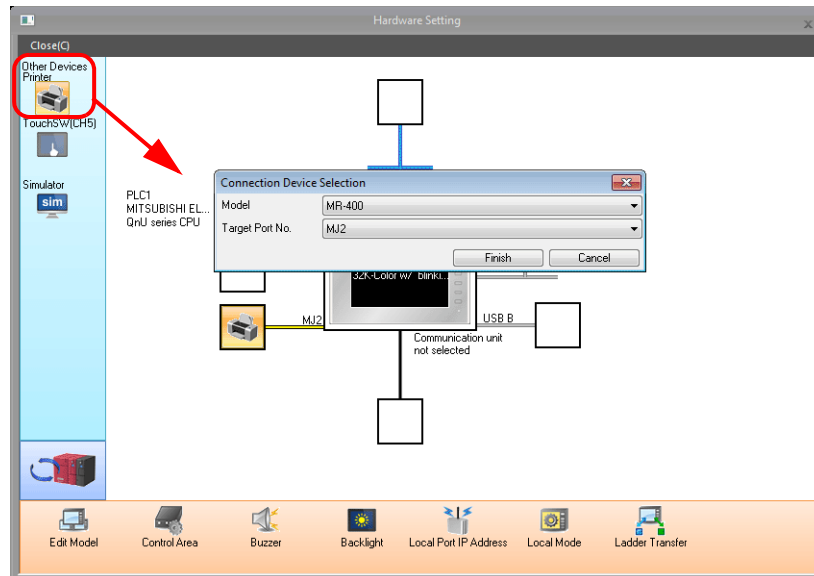 Hardware Setting
Close(C)
Other Devices
Printer
TouchSW(CH5)
Simulator
sim
PLC1
MITSUBISHI EL...
QnU series CPU
Connection Device Selection
Model
MR-400
Target Port No.
MJ2
Finish
Cancel
32K-Color w/ blinki...
MJ2
USB B
Communication unit
not selected
Edit Model
Control Area
Buzzer
Backlight
Local Port IP Address
Local Mode
Ladder Transfer